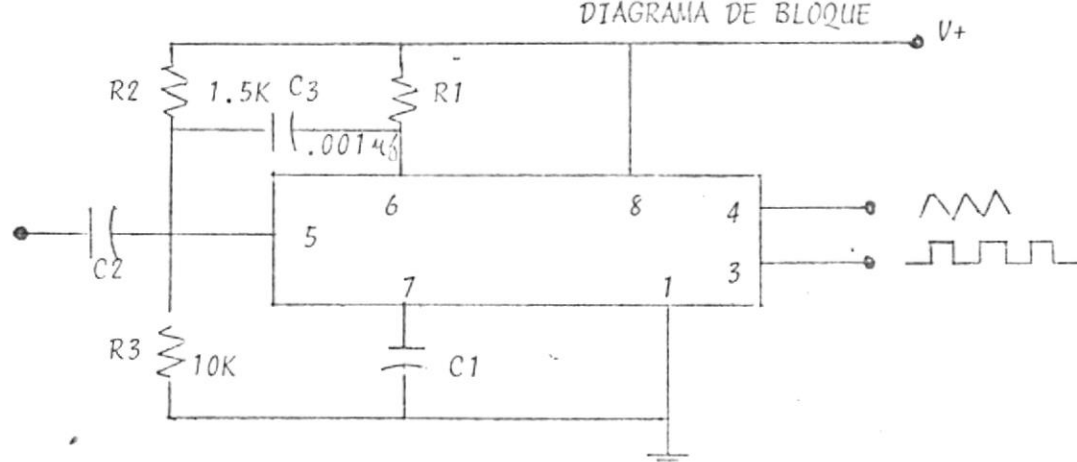 DIAGRAMA DE BLOQUE
V+
R2
1.5K
C3
R1
.001μf
6
8
4
5
3
C2
7
1
R3
10K
C1